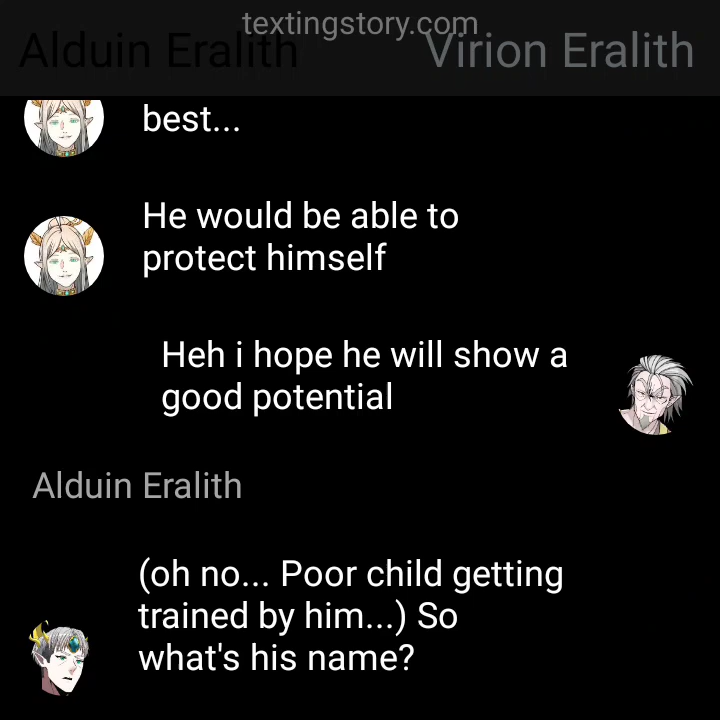 textingstory.com
Alduin Eralith
Virion Eralith
best...
He would be able to
protect himself
Heh i hope he will show a
good potential
Alduin Eralith
(oh no... Poor child getting
trained by him...) So
what's his name?